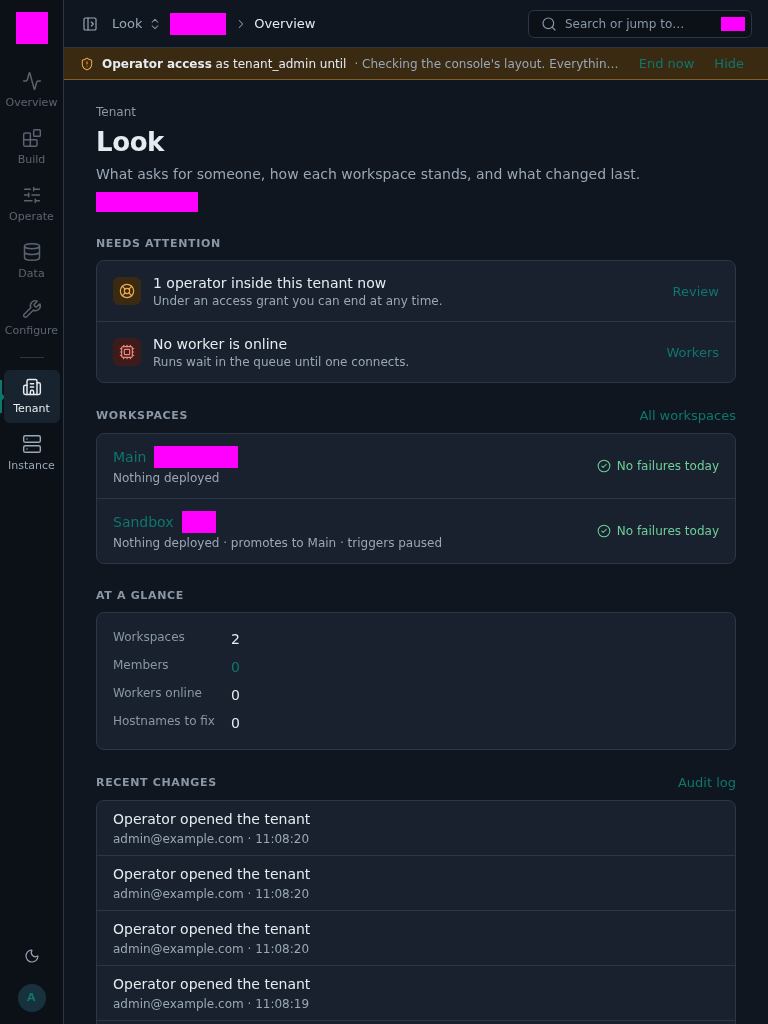 Look
Overview
Search or jump to…
Operator access as tenant_admin until · Checking the console's layout. Everythin… End now Hide
Overview
Build
Operate
Data
Configure
Tenant
Instance
A
Tenant
Look
What asks for someone, how each workspace stands, and what changed last.
NEEDS ATTENTION
1 operator inside this tenant now
Under an access grant you can end at any time.
Review
No worker is online
Runs wait in the queue until one connects.
Workers
WORKSPACES
All workspaces
Main
Nothing deployed
No failures today
Sandbox
Nothing deployed · promotes to Main · triggers paused
No failures today
AT A GLANCE
Workspaces 2
Members 0
Workers online 0
Hostnames to fix 0
RECENT CHANGES
Audit log
Operator opened the tenant
admin@example.com · 11:08:20
Operator opened the tenant
admin@example.com · 11:08:20
Operator opened the tenant
admin@example.com · 11:08:20
Operator opened the tenant
admin@example.com · 11:08:19